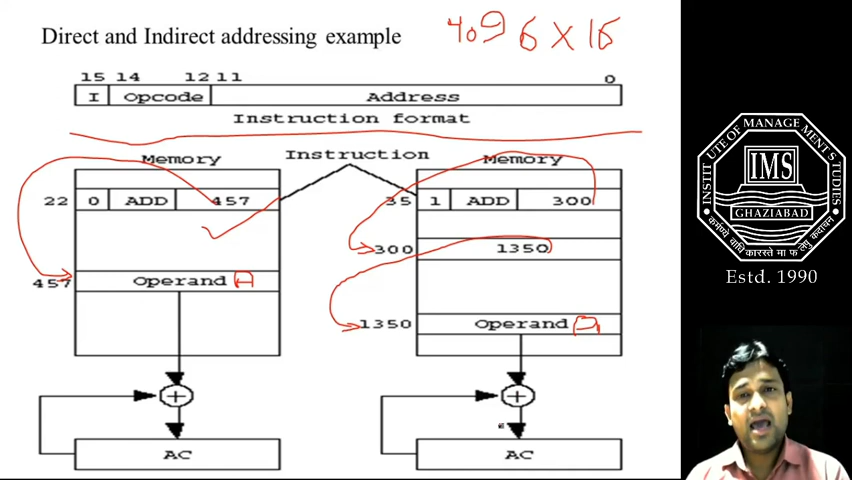 Direct and Indirect addressing example
4096 X 16
15 14 12 11 0
I Opcode Address
Instruction format
Memory Instruction Memory
22 0 ADD 457
35 1 ADD 300
300 1350
457 Operand A
1350 Operand
+ +
AC AC
INSTITUTE OF MANAGEMENT STUDIES
IMS
GHAZIABAD
Estd. 1990